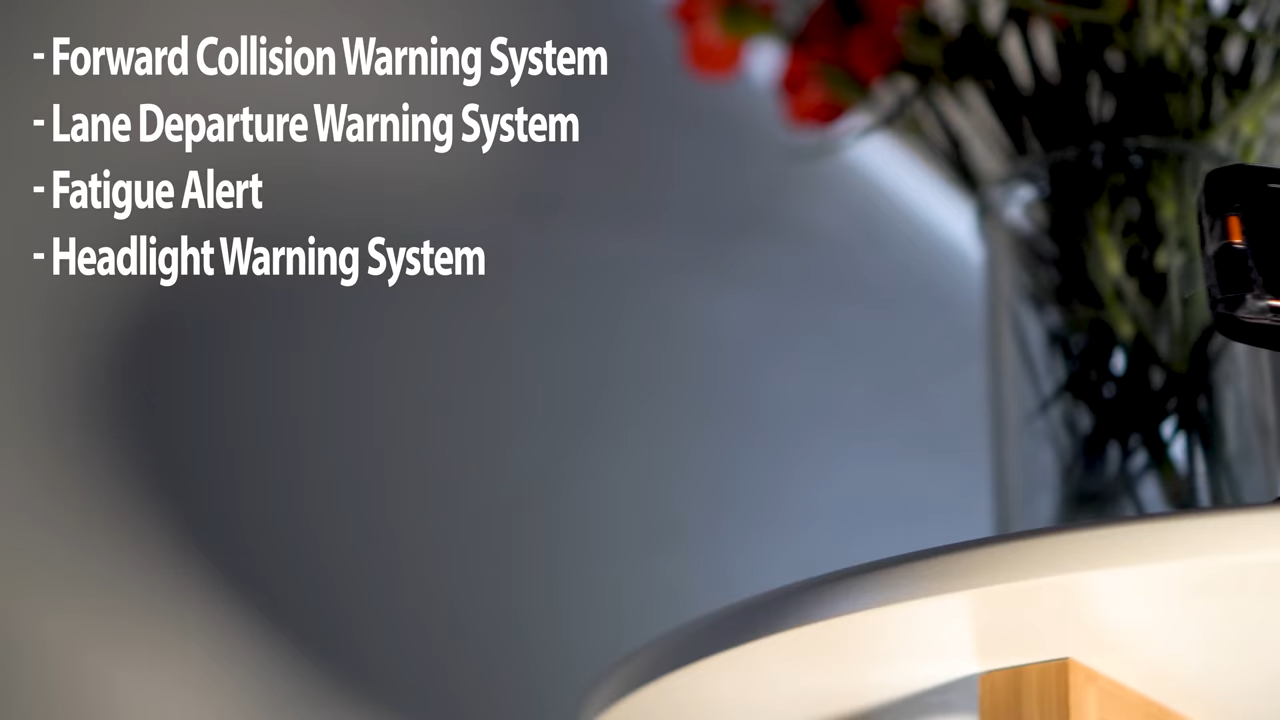 - Forward Collision Warning System
- Lane Departure Warning System
- Fatigue Alert
- Headlight Warning System